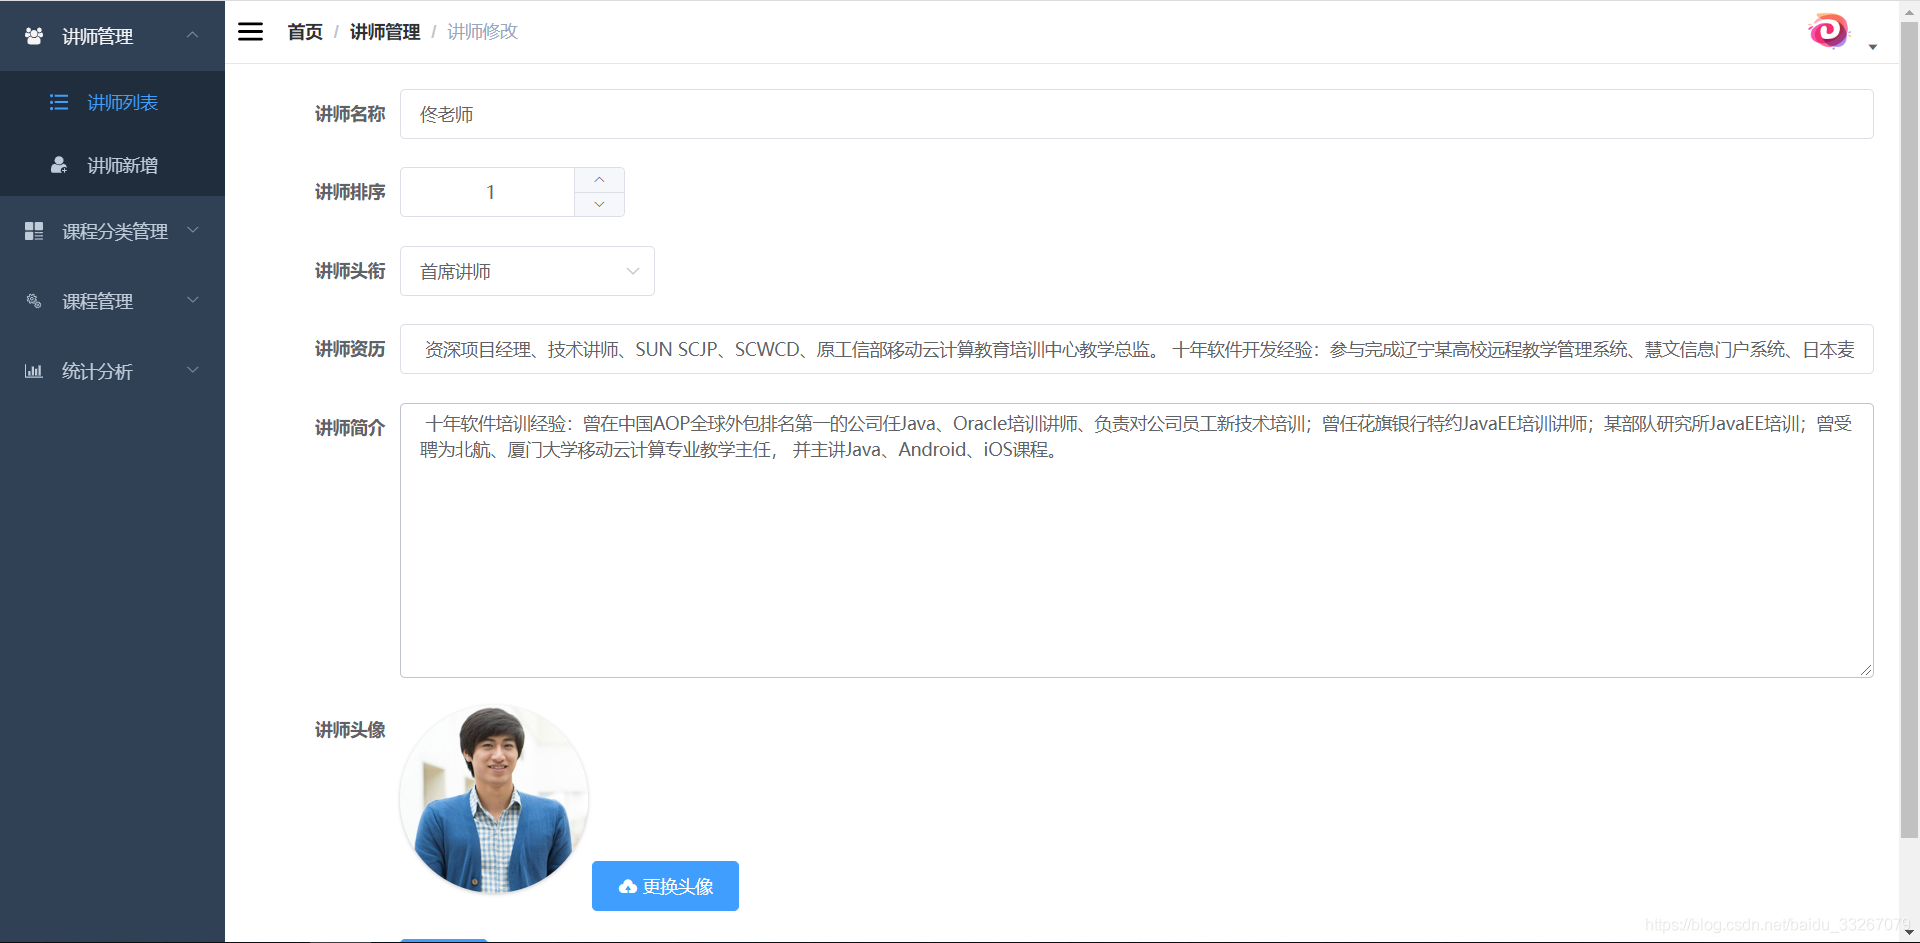 讲师管理
讲师列表
讲师新增
课程分类管理
课程管理
统计分析
首页 / 讲师管理 / 讲师修改
讲师名称 佟老师
讲师排序 1
讲师头衔 首席讲师
讲师资历 资深项目经理、技术讲师、SUN SCJP、SCWCD、原工信部移动云计算教育培训中心教学总监。 十年软件开发经验：参与完成辽宁某高校远程教学管理系统、慧文信息门户系统、日本麦
讲师简介 十年软件培训经验：曾在中国AOP全球外包排名第一的公司任Java、Oracle培训讲师、负责对公司员工新技术培训；曾任花旗银行特约JavaEE培训讲师；某部队研究所JavaEE培训；曾受
聘为北航、厦门大学移动云计算专业教学主任， 并主讲Java、Android、iOS课程。
讲师头像
更换头像
https://blog.csdn.net/baidu_33267079